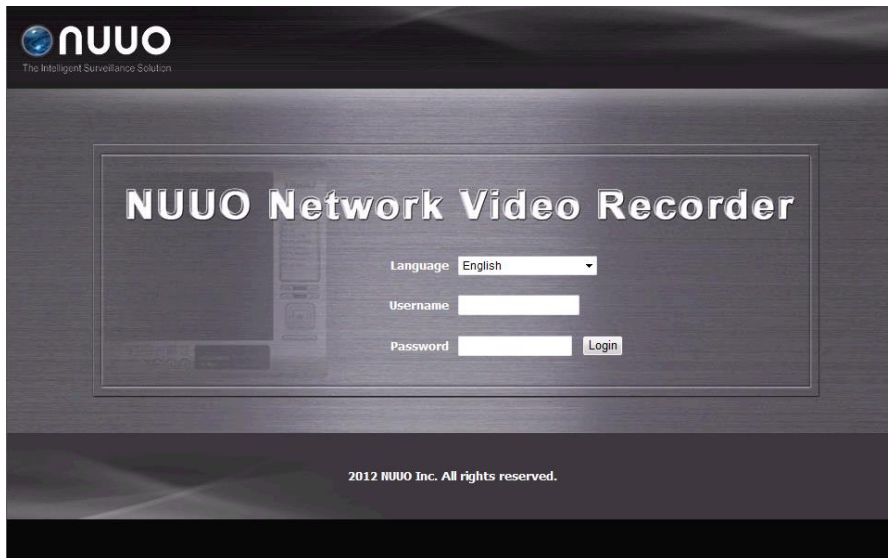 NUUO
The Intelligent Surveillance Solution
NUUO Network Video Recorder
Language English
Username
Password Login
2012 NUUO Inc. All rights reserved.